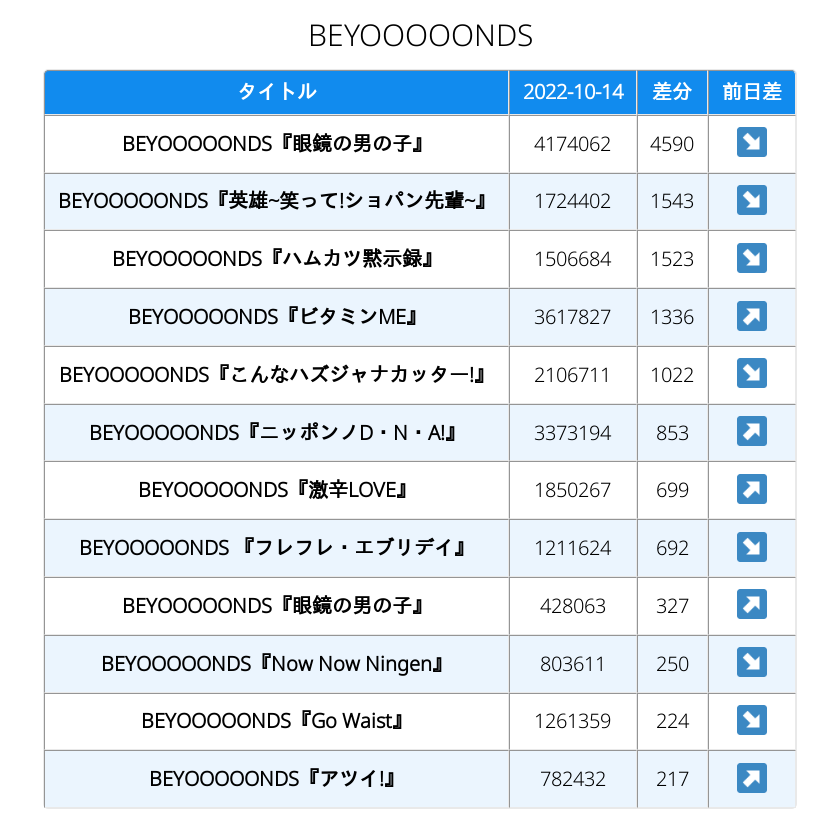 BEYOOOOONDS
タイトル 2022-10-14 差分 前日差
BEYOOOOONDS『眼鏡の男の子』 4174062 4590 ↘
BEYOOOOONDS『英雄~笑って!ショパン先輩~』 1724402 1543 ↘
BEYOOOOONDS『ハムカツ黙示録』 1506684 1523 ↘
BEYOOOOONDS『ビタミンME』 3617827 1336 ↗
BEYOOOOONDS『こんなハズジャナカッター!』 2106711 1022 ↘
BEYOOOOONDS『ニッポンノD・N・A!』 3373194 853 ↗
BEYOOOOONDS『激辛LOVE』 1850267 699 ↗
BEYOOOOONDS 『フレフレ・エブリデイ』 1211624 692 ↘
BEYOOOOONDS『眼鏡の男の子』 428063 327 ↗
BEYOOOOONDS『Now Now Ningen』 803611 250 ↘
BEYOOOOONDS『Go Waist』 1261359 224 ↘
BEYOOOOONDS『アツイ!』 782432 217 ↗